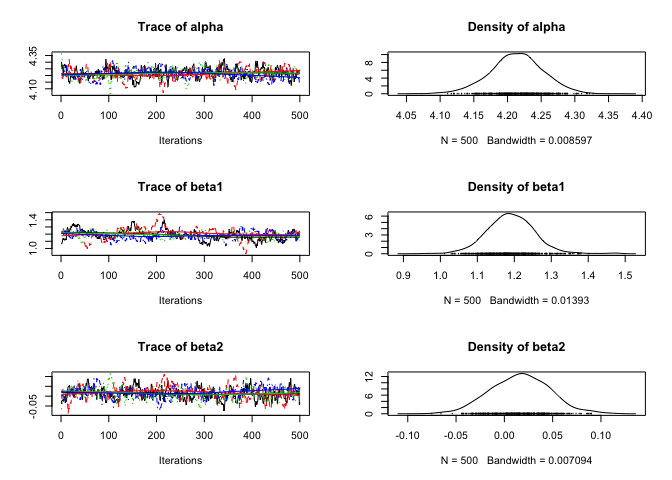 Trace of alpha
4.10 4.35
0 100 200 300 400 500
Iterations
Density of alpha
0 4 8
4.05 4.10 4.15 4.20 4.25 4.30 4.35 4.40
N = 500 Bandwidth = 0.008597
Trace of beta1
1.0 1.4
0 100 200 300 400 500
Iterations
Density of beta1
0 3 6
0.9 1.0 1.1 1.2 1.3 1.4 1.5
N = 500 Bandwidth = 0.01393
Trace of beta2
-0.05
0 100 200 300 400 500
Iterations
Density of beta2
0 4 8 12
-0.10 -0.05 0.00 0.05 0.10
N = 500 Bandwidth = 0.007094